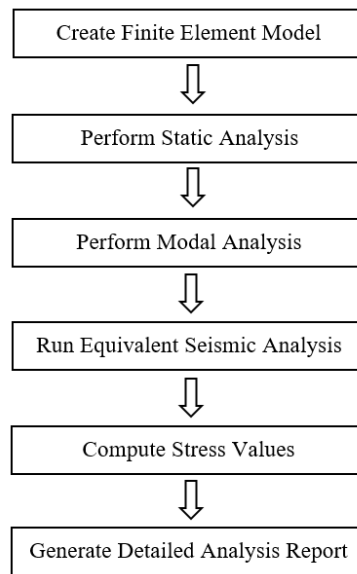 Create Finite Element Model
Perform Static Analysis
Perform Modal Analysis
Run Equivalent Seismic Analysis
Compute Stress Values
Generate Detailed Analysis Report